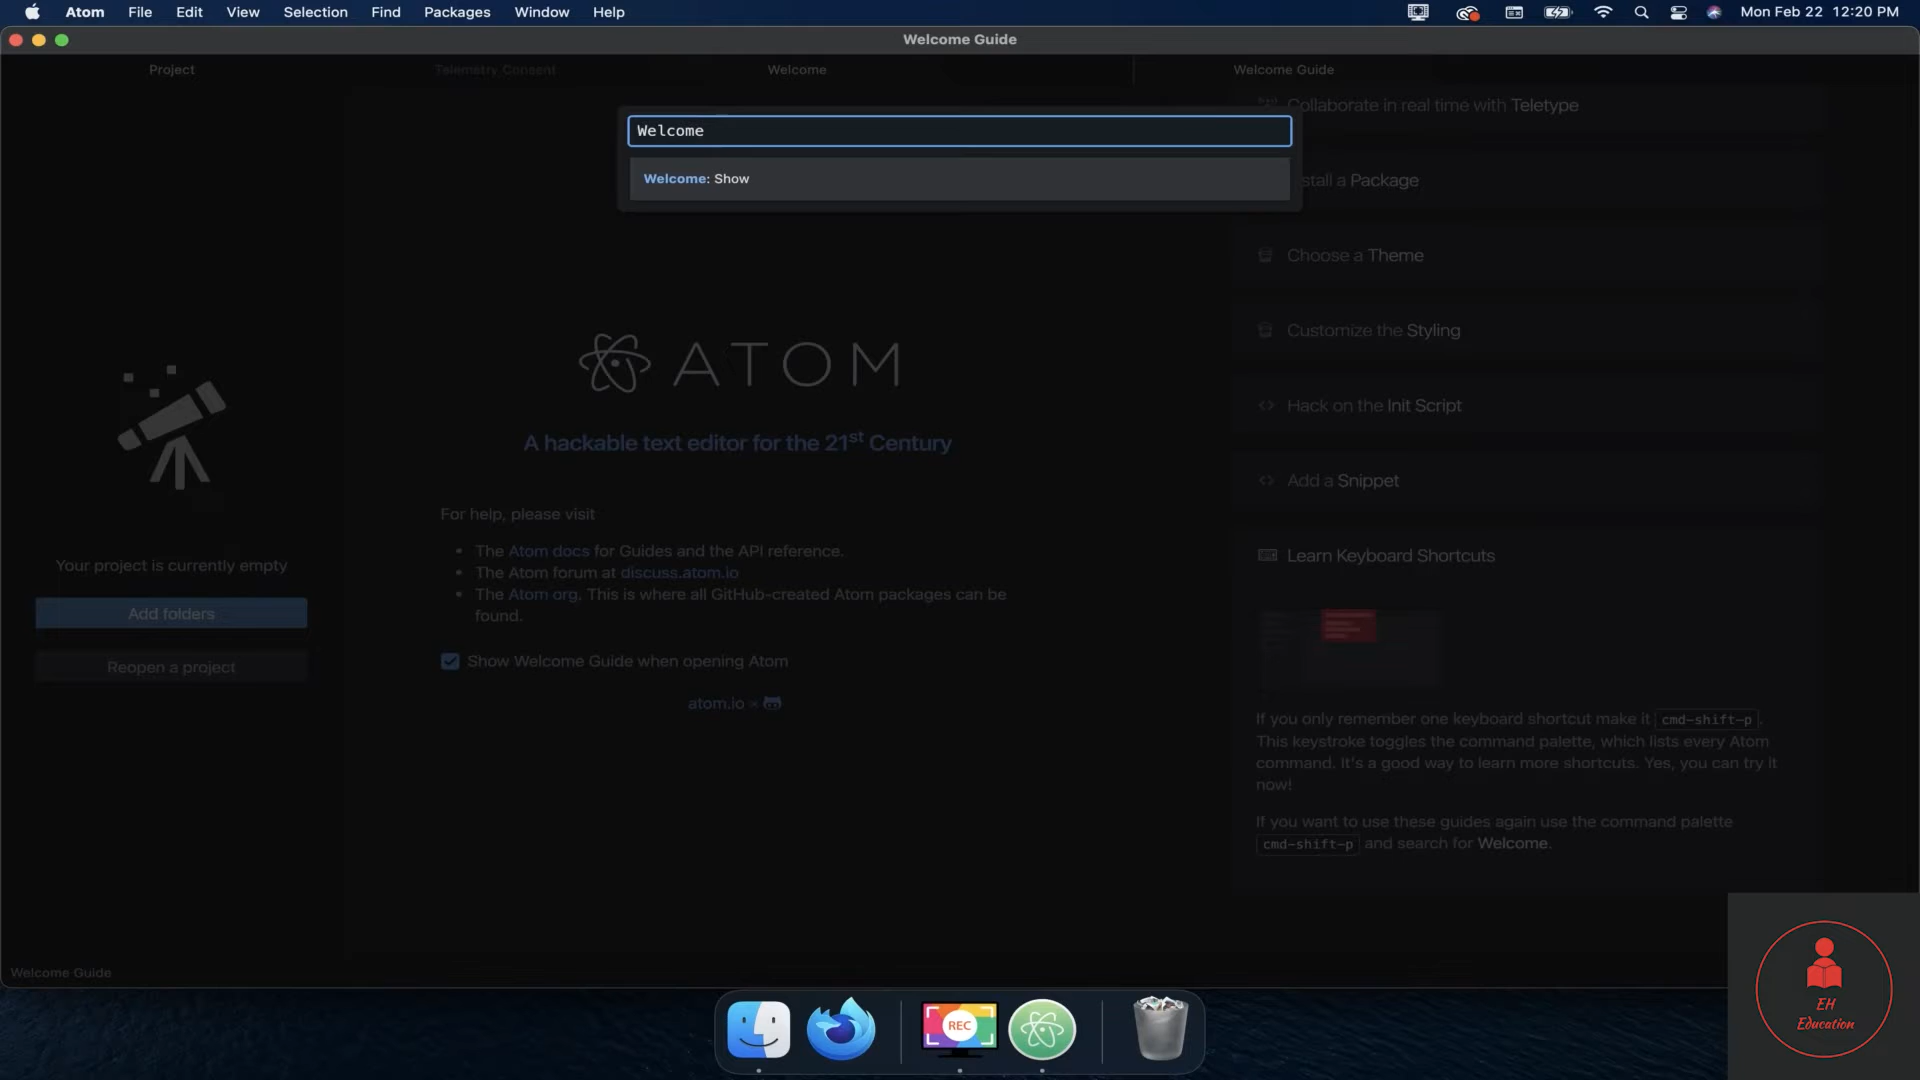 Atom File Edit View Selection Find Packages Window Help Mon Feb 22 12:20 PM
Welcome Guide
Project Telemetry Consent Welcome Welcome Guide
Collaborate in real time with Teletype
Welcome
Welcome: Show
stall a Package
Choose a Theme
Customize the Styling
ATOM
Hack on the Init Script
A hackable text editor for the 21st Century
Add a Snippet
For help, please visit
The Atom docs for Guides and the API reference.
The Atom forum at discuss.atom.io
The Atom org. This is where all GitHub-created Atom packages can be
found.
Show Welcome Guide when opening Atom
atom.io ×
Your project is currently empty
Add folders
Reopen a project
Learn Keyboard Shortcuts
If you only remember one keyboard shortcut make it cmd-shift-p.
This keystroke toggles the command palette, which lists every Atom
command. It's a good way to learn more shortcuts. Yes, you can try it
now!
If you want to use these guides again use the command palette
cmd-shift-p and search for Welcome.
Welcome Guide
REC
EH
Education